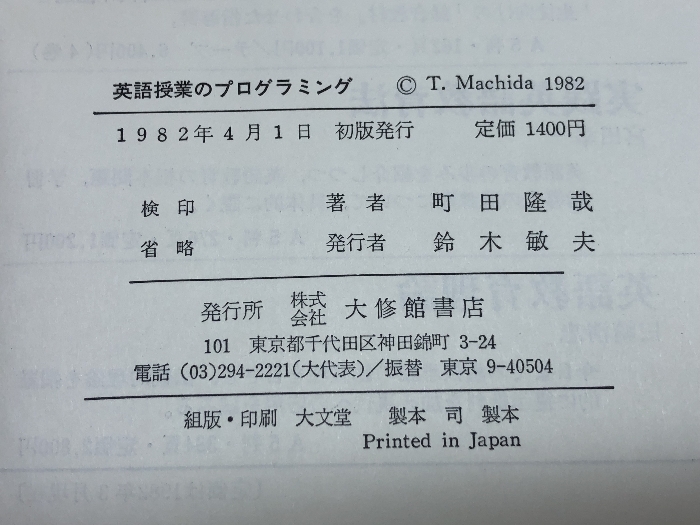 英語授業のプログラミング © T. Machida 1982
1982年4月1日 初版発行 定価 1400円
検印 著者 町田隆哉
省略 発行者 鈴木敏夫
発行所 株式会社 大修館書店
101 東京都千代田区神田錦町 3-24
電話 (03)294-2221(大代表)／振替 東京 9-40504
組版・印刷 大文堂 製本 司 製本
Printed in Japan